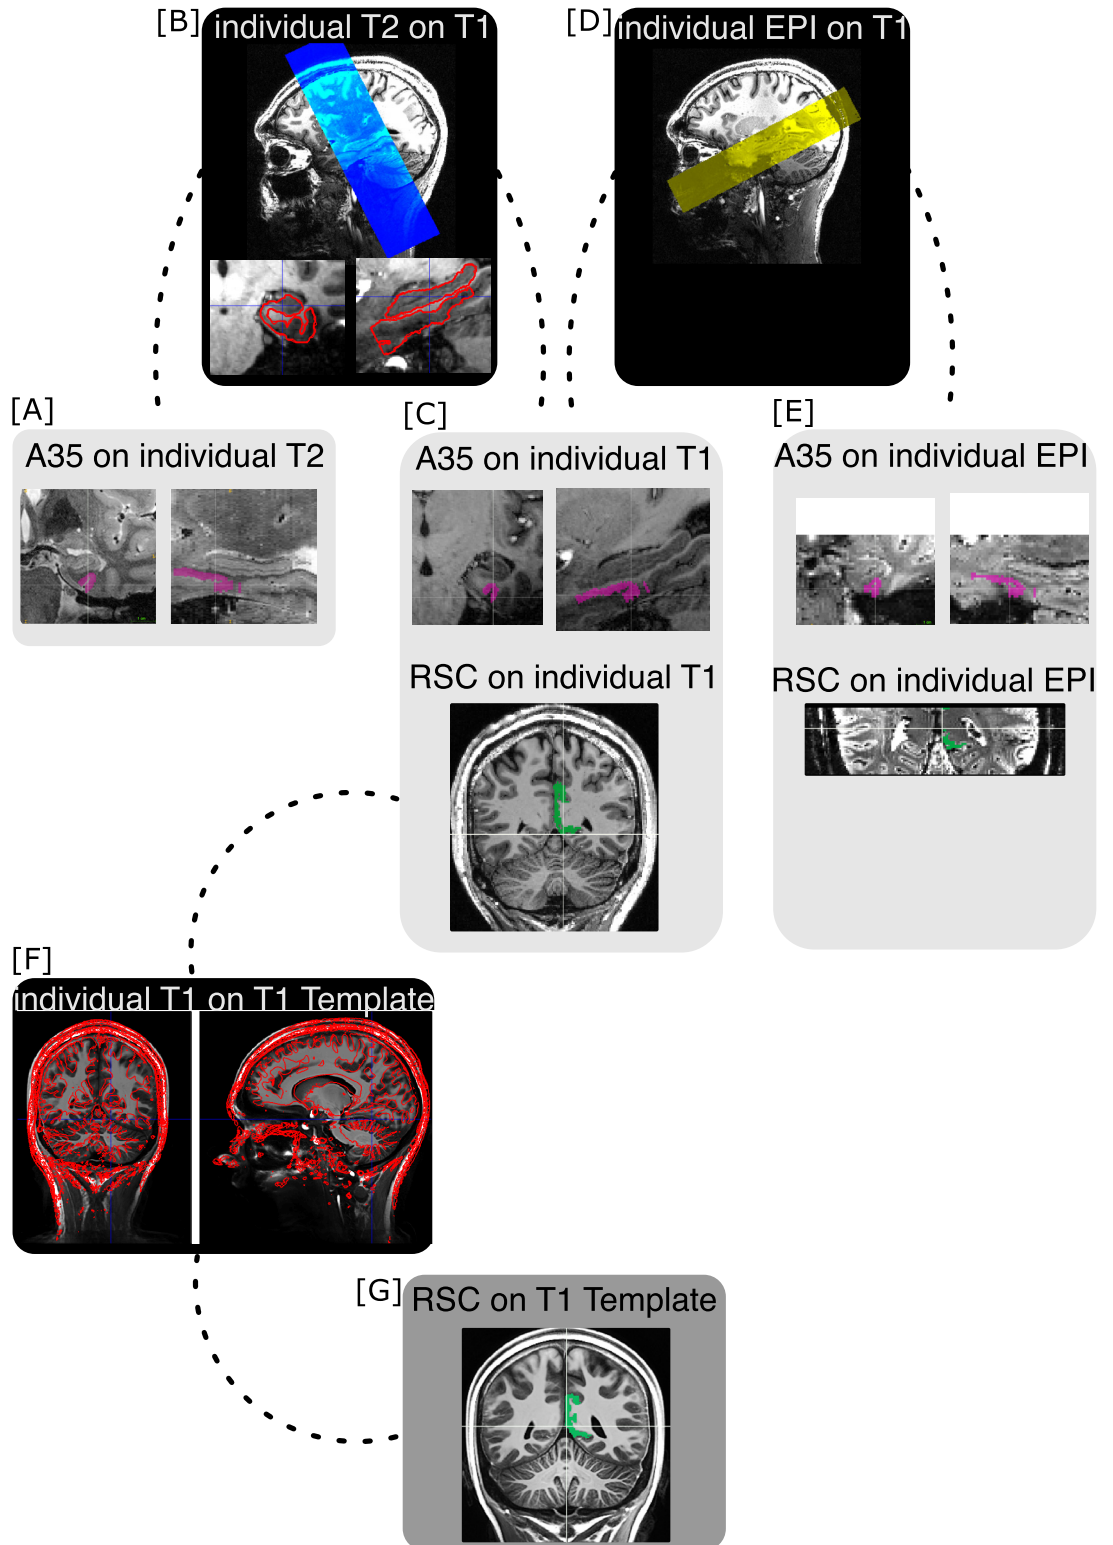 [B] individual T2 on T1
[D] individual EPI on T1
[A]
A35 on individual T2
[C]
A35 on individual T1
[E]
A35 on individual EPI
RSC on individual T1
RSC on individual EPI
[F]
individual T1 on T1 Template
[G] RSC on T1 Template